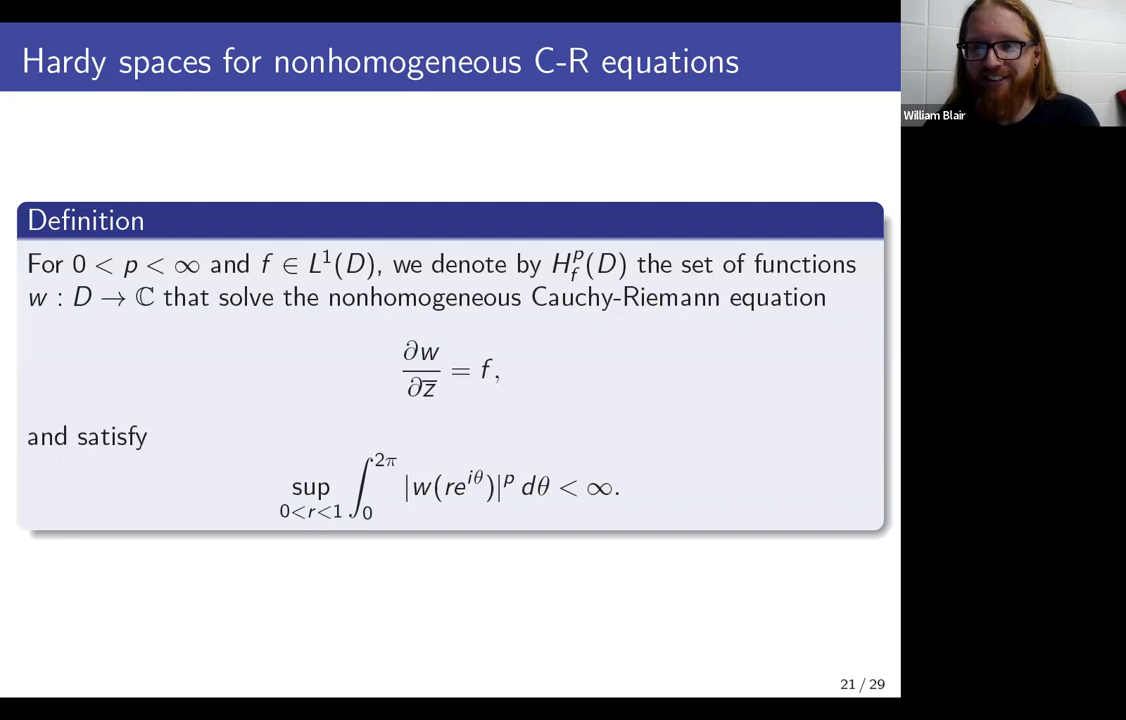 Hardy spaces for nonhomogeneous C-R equations
William Blair
Definition
For 0 < p < ∞ and f ∈ L¹(D), we denote by H_f^p(D) the set of functions
w : D → ℂ that solve the nonhomogeneous Cauchy-Riemann equation
∂w/∂z̅ = f,
and satisfy
sup_{0<r<1} ∫_0^{2π} |w(re^{iθ})|^p dθ < ∞.
21 / 29